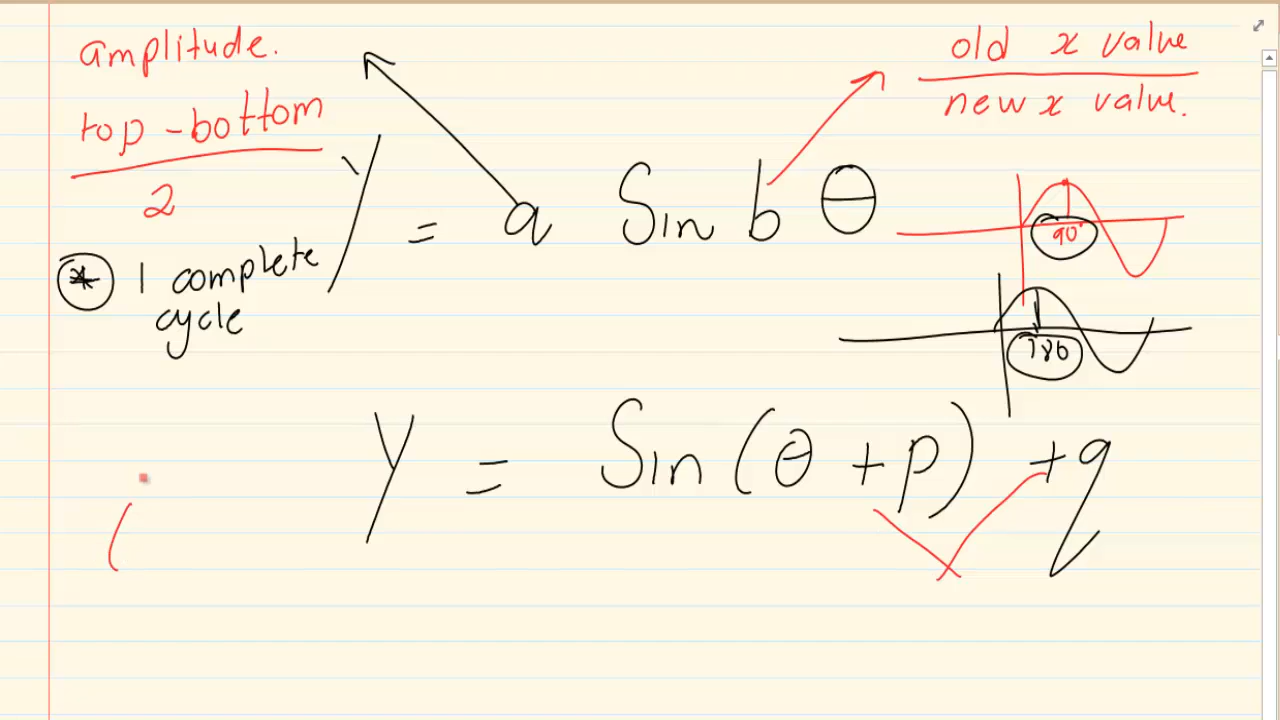 amplitude.
top - bottom
2
old x value
new x value.
y = a Sin b θ
90°
* 1 complete
cycle
180
y = Sin (θ + p) + q
(